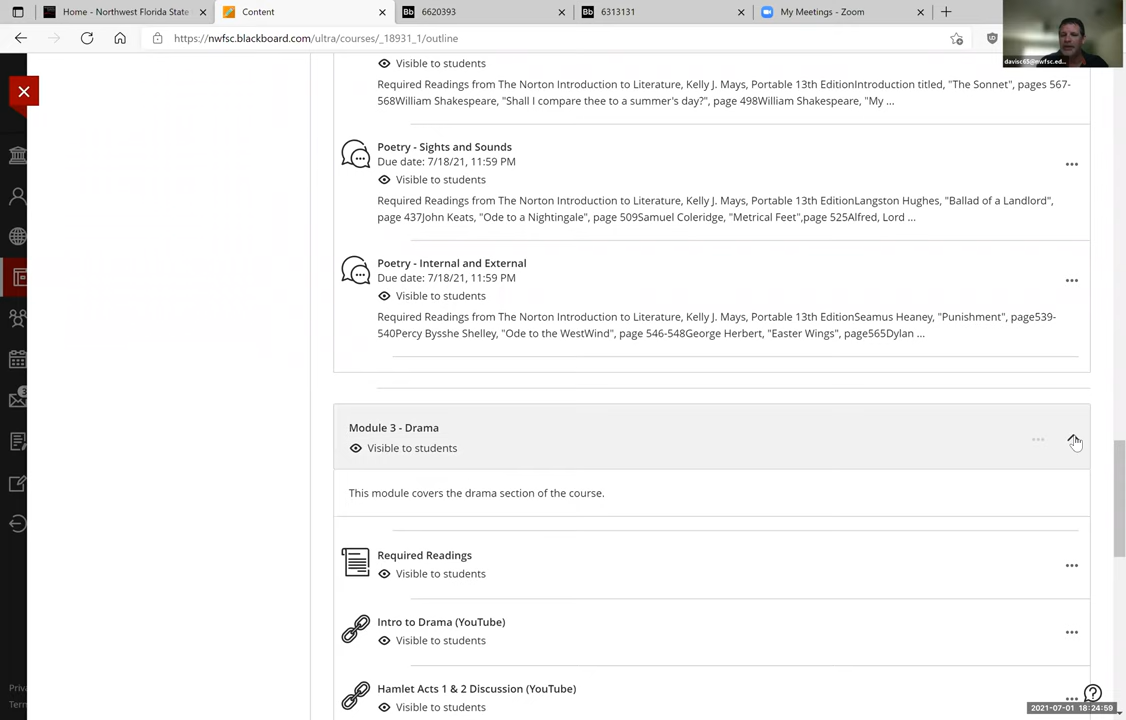 Home - Northwest Florida State
Content
6620393
6313131
My Meetings - Zoom
https://nwfsc.blackboard.com/ultra/courses/_18931_1/outline
davisc65@nwfsc.ed...
Visible to students
Required Readings from The Norton Introduction to Literature, Kelly J. Mays, Portable 13th EditionIntroduction titled, "The Sonnet", pages 567-
568William Shakespeare, "Shall I compare thee to a summer's day?", page 498William Shakespeare, "My ...
Poetry - Sights and Sounds
Due date: 7/18/21, 11:59 PM
Visible to students
Required Readings from The Norton Introduction to Literature, Kelly J. Mays, Portable 13th EditionLangston Hughes, "Ballad of a Landlord",
page 437John Keats, "Ode to a Nightingale", page 509Samuel Coleridge, "Metrical Feet",page 525Alfred, Lord ...
Poetry - Internal and External
Due date: 7/18/21, 11:59 PM
Visible to students
Required Readings from The Norton Introduction to Literature, Kelly J. Mays, Portable 13th EditionSeamus Heaney, "Punishment", page539-
540Percy Bysshe Shelley, "Ode to the WestWind", page 546-548George Herbert, "Easter Wings", page565Dylan ...
Module 3 - Drama
Visible to students
This module covers the drama section of the course.
Required Readings
Visible to students
Intro to Drama (YouTube)
Visible to students
Hamlet Acts 1 & 2 Discussion (YouTube)
Visible to students
Priva
Term
2021-07-01 18:24:59